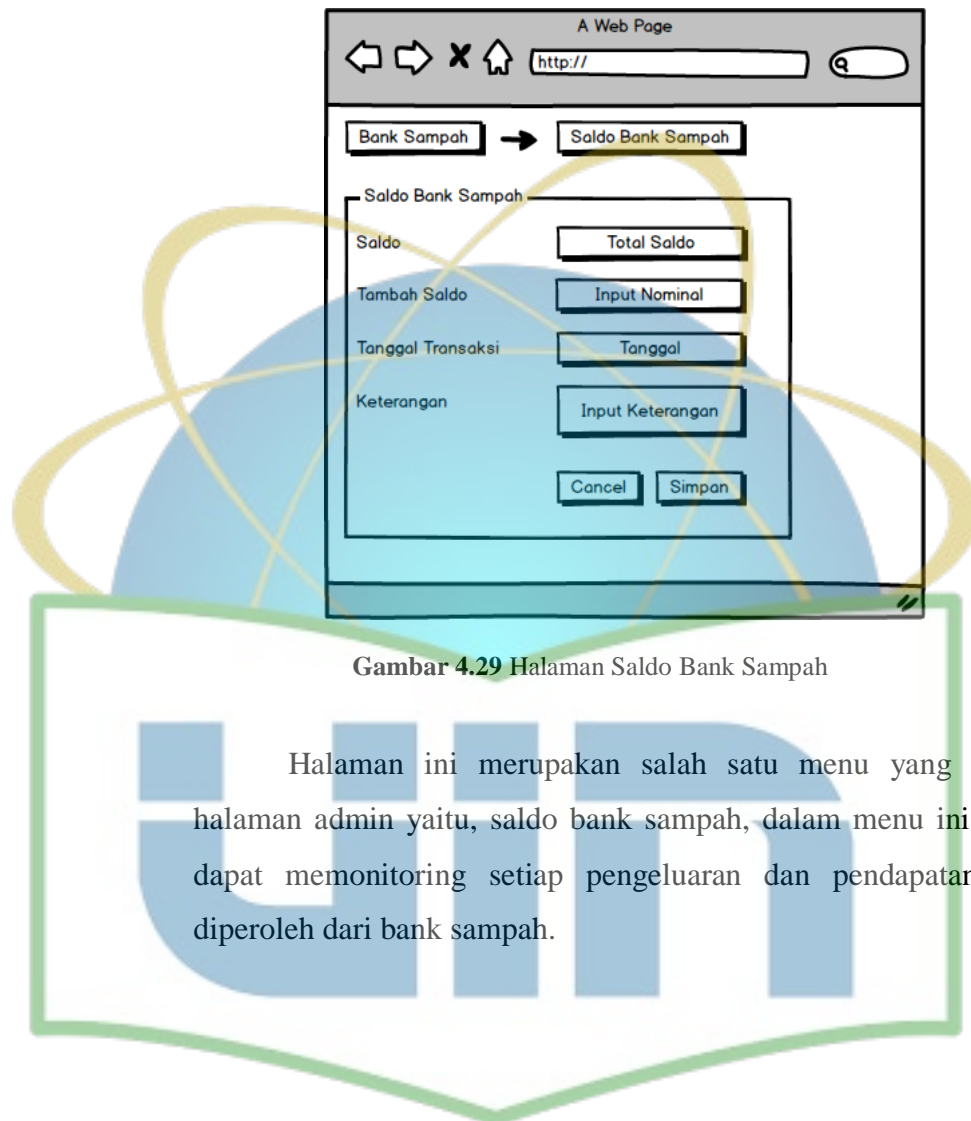 A Web Page
http://
Bank Sampah
Saldo Bank Sampah
Saldo Bank Sampah
Saldo
Total Saldo
Tambah Saldo
Input Nominal
Tanggal Transaksi
Tanggal
Keterangan
Input Keterangan
Cancel
Simpan
Gambar 4.29 Halaman Saldo Bank Sampah
Halaman ini merupakan salah satu menu yang
halaman admin yaitu, saldo bank sampah, dalam menu ini
dapat memonitoring setiap pengeluaran dan pendapatan
diperoleh dari bank sampah.
UIN